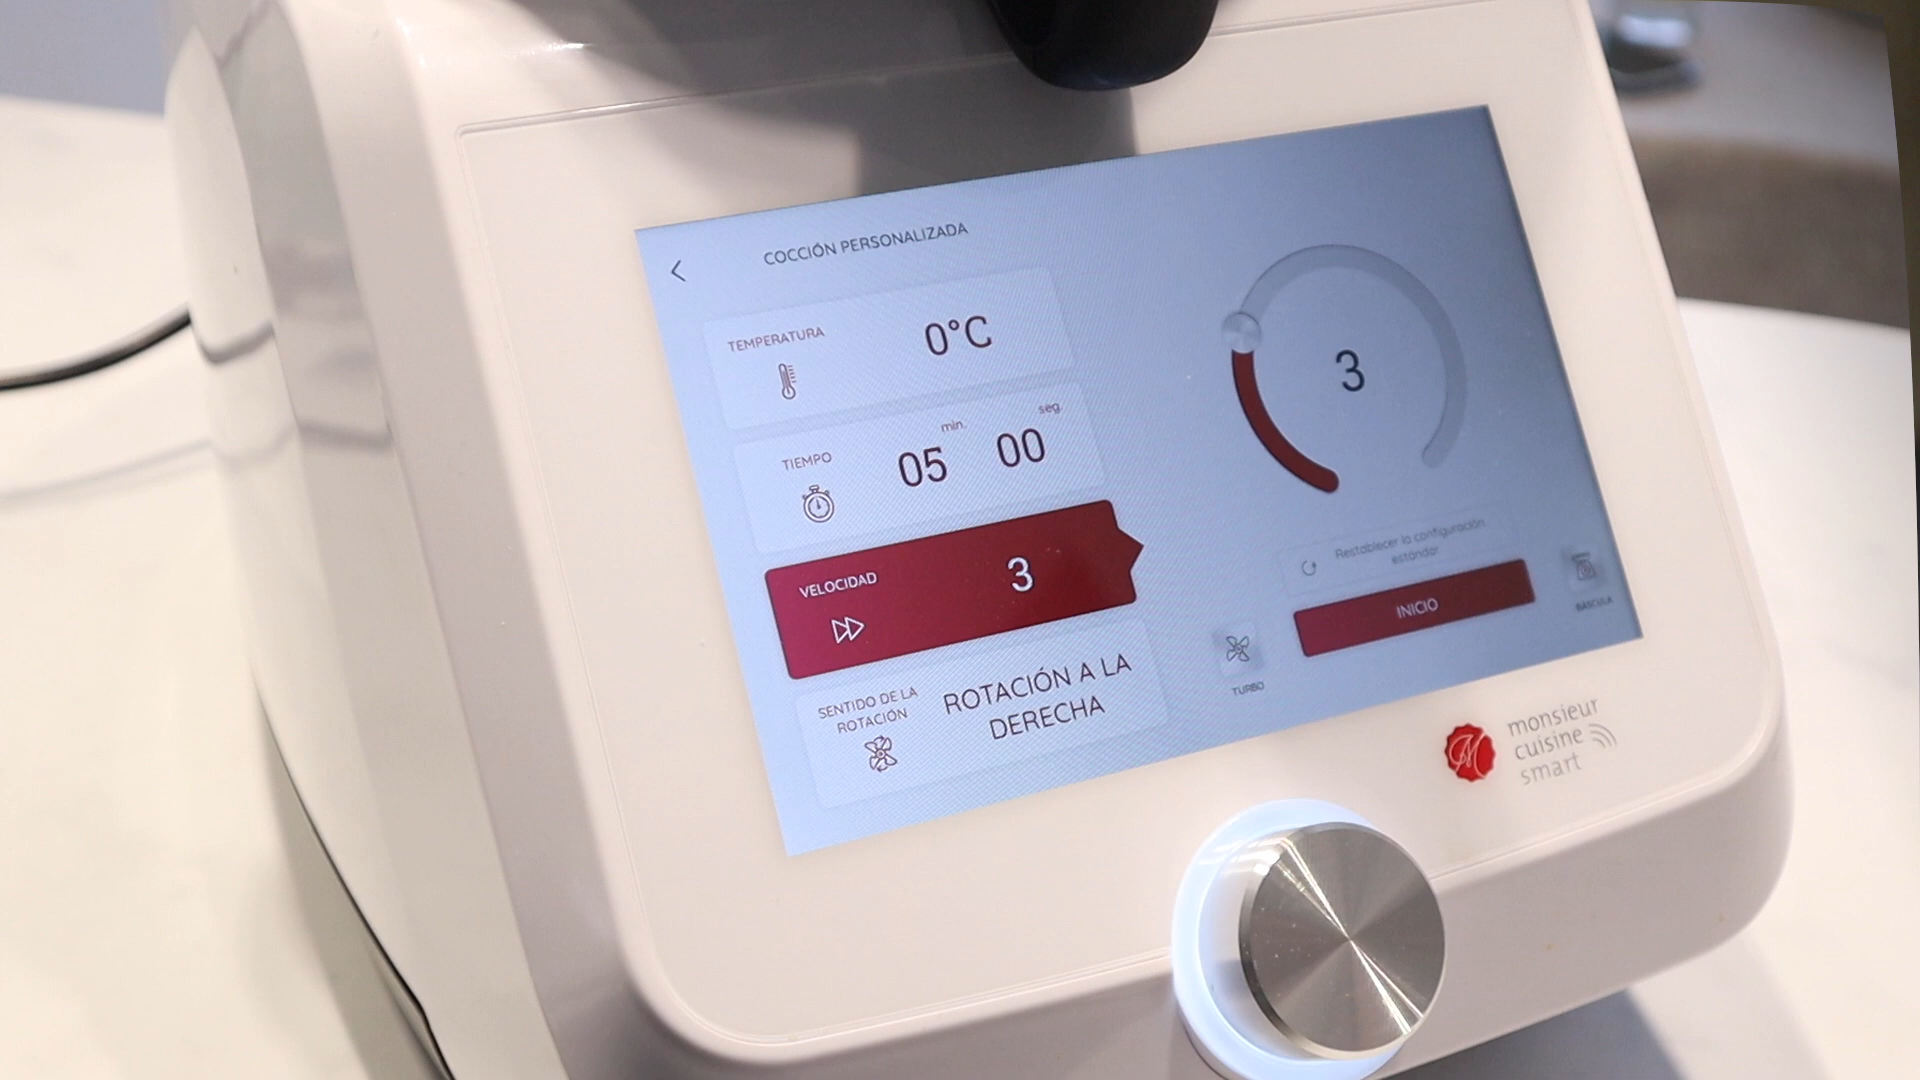 COCCIÓN PERSONALIZADA
TEMPERATURA
0°C
TIEMPO
05 min. 00 seg.
VELOCIDAD
3
SENTIDO DE LA
ROTACIÓN
ROTACIÓN A LA
DERECHA
3
Restablecer la configuración
estándar
INICIO
TURBO
BÁSCULA
monsieur
cuisine
smart